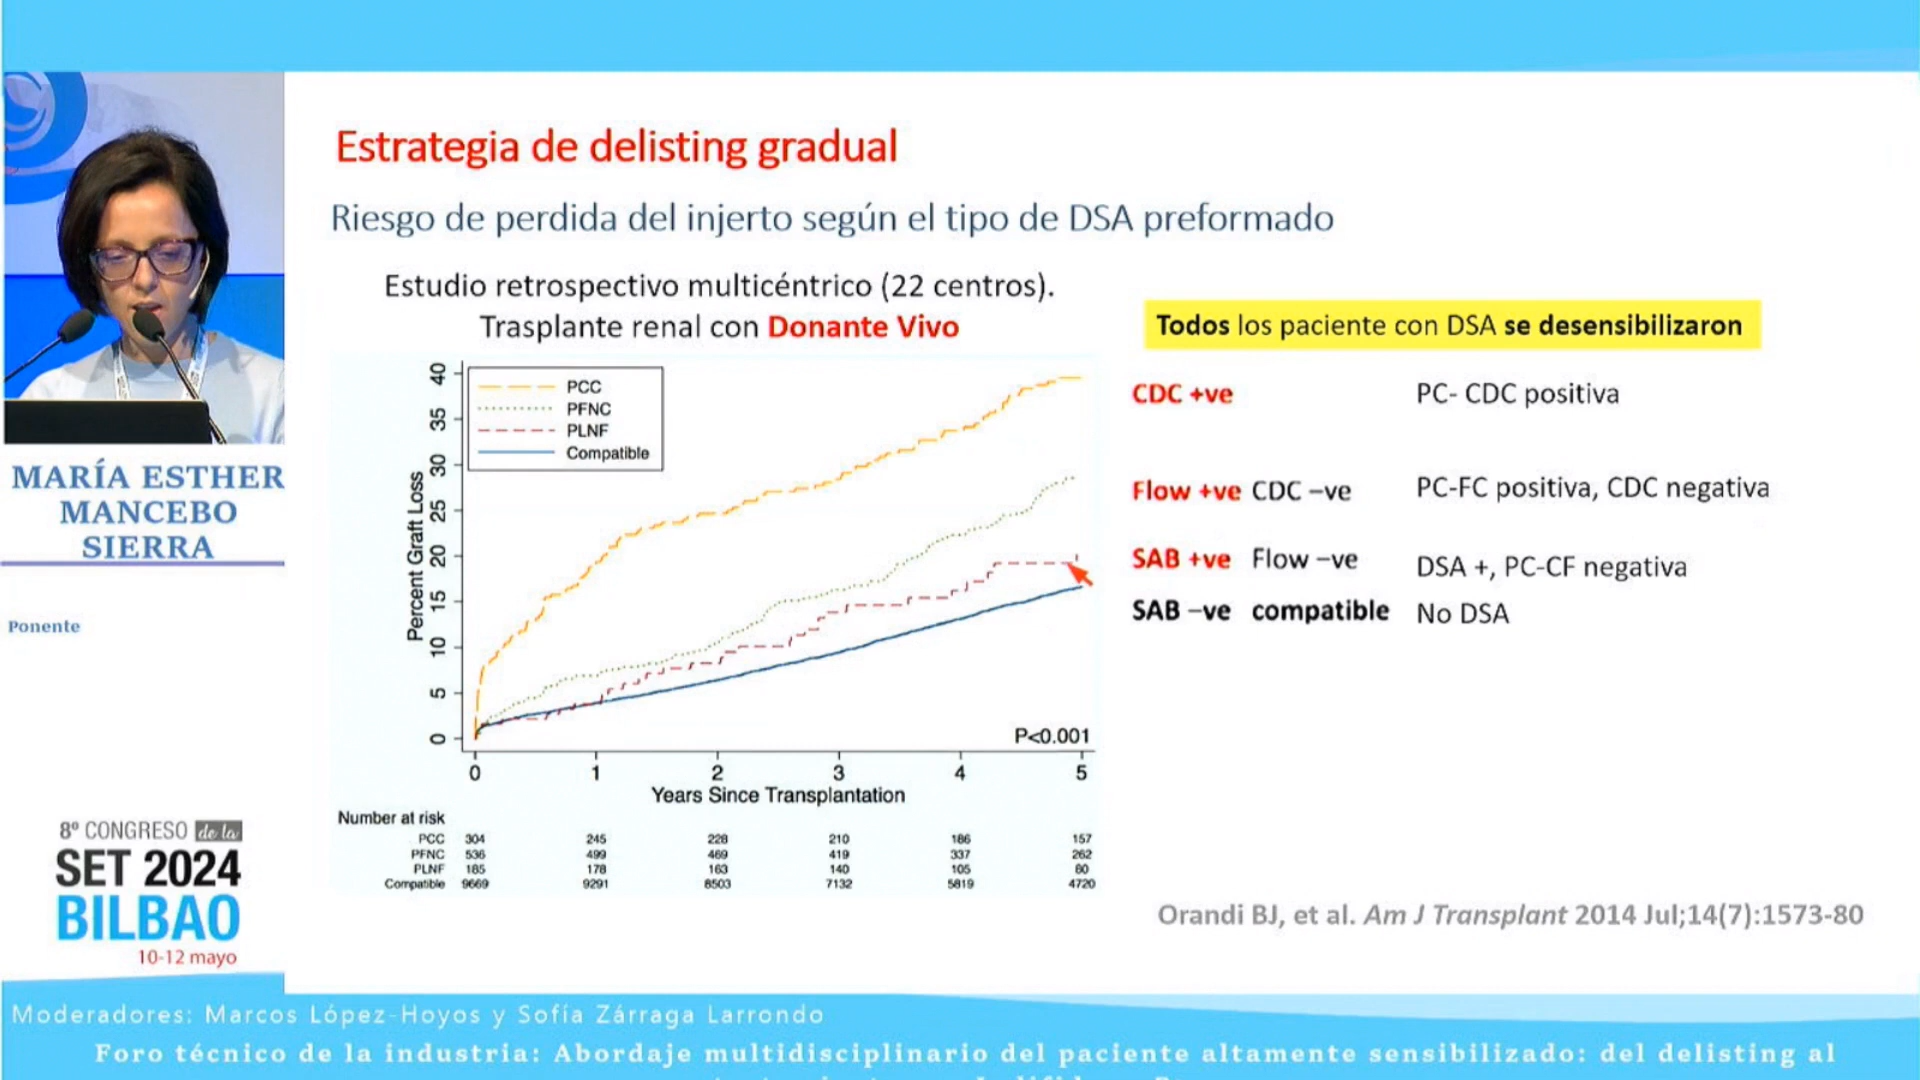 Estrategia de delisting gradual
Riesgo de perdida del injerto según el tipo de DSA preformado
Estudio retrospectivo multicéntrico (22 centros).
Trasplante renal con Donante Vivo
Todos los paciente con DSA se desensibilizaron
40
35
30
25
20
15
10
5
0
Percent Graft Loss
PCC
PFNC
PLNF
Compatible
P<0.001
0 1 2 3 4 5
Years Since Transplantation
Number at risk
PCC 304 245 228 210 186 157
PFNC 536 499 469 419 337 262
PLNF 185 178 163 140 105 60
Compatible 9669 9291 8503 7132 5819 4720
CDC +ve PC- CDC positiva
Flow +ve CDC –ve PC-FC positiva, CDC negativa
SAB +ve Flow –ve DSA +, PC-CF negativa
SAB –ve compatible No DSA
Orandi BJ, et al. Am J Transplant 2014 Jul;14(7):1573-80
MARÍA ESTHER
MANCEBO
SIERRA
Ponente
8º CONGRESO de la
SET 2024
BILBAO
10-12 mayo
Moderadores: Marcos López-Hoyos y Sofía Zárraga Larrondo
Foro técnico de la industria: Abordaje multidisciplinario del paciente altamente sensibilizado: del delisting al